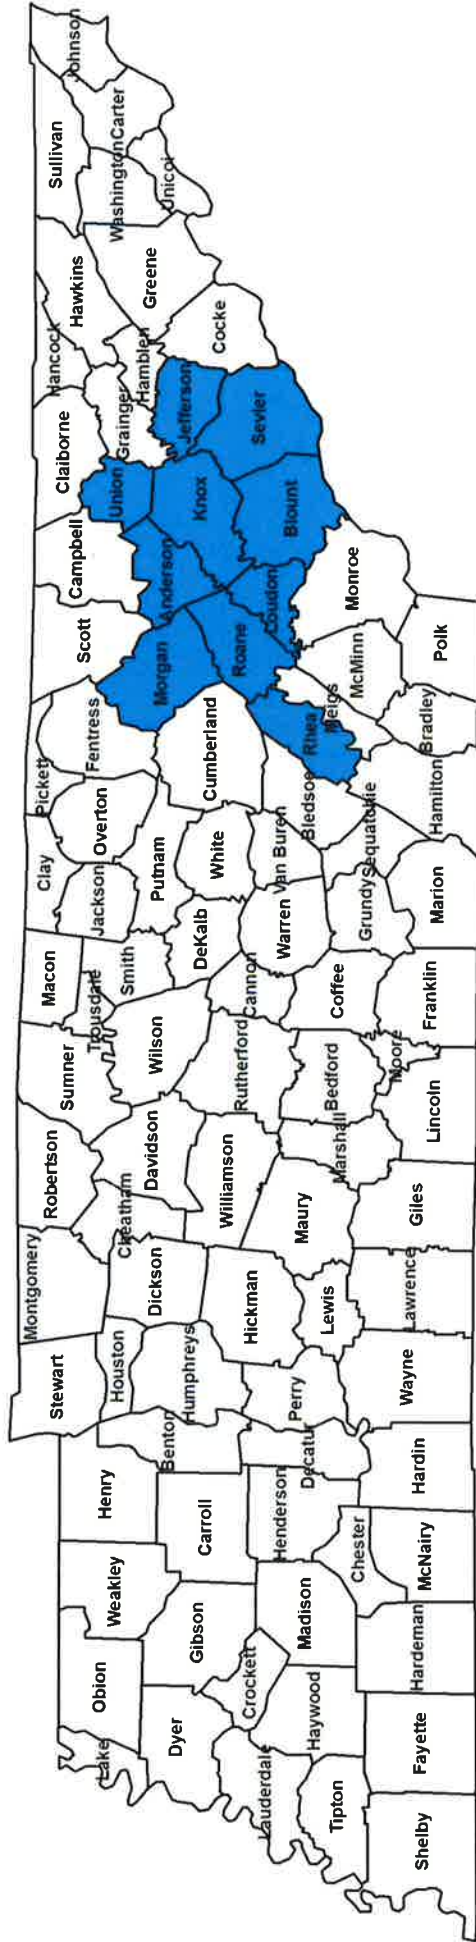 Lake
Obion
Weakley
Henry
Stewart
Montgomery
Robertson
Sumner
Macon
Clay
Pickett
Scott
Campbell
Claiborne
Hancock
Hawkins
Sullivan
Johnson
Dyer
Gibson
Carroll
Benton
Houston
Humphreys
Dickson
Cheatham
Davidson
Wilson
Trousdale
Smith
Jackson
Overton
Putnam
Fentress
Morgan
Anderson
Union
Grainger
Hamblen
Greene
Washington
Carter
Unicoi
Lauderdale
Crockett
Haywood
Madison
Henderson
Decatur
Perry
Hickman
Lewis
Williamson
Maury
Rutherford
Cannon
DeKalb
White
Cumberland
Roane
Knox
Jefferson
Cocke
Sevier
Tipton
Chester
Marshall
Bedford
Coffee
Warren
Van Buren
Bledsoe
Rhea
Meigs
Loudon
Blount
Monroe
McMinn
Shelby
Fayette
Hardeman
McNairy
Hardin
Wayne
Lawrence
Giles
Lincoln
Moore
Franklin
Grundy
Sequatchie
Marion
Hamilton
Bradley
Polk